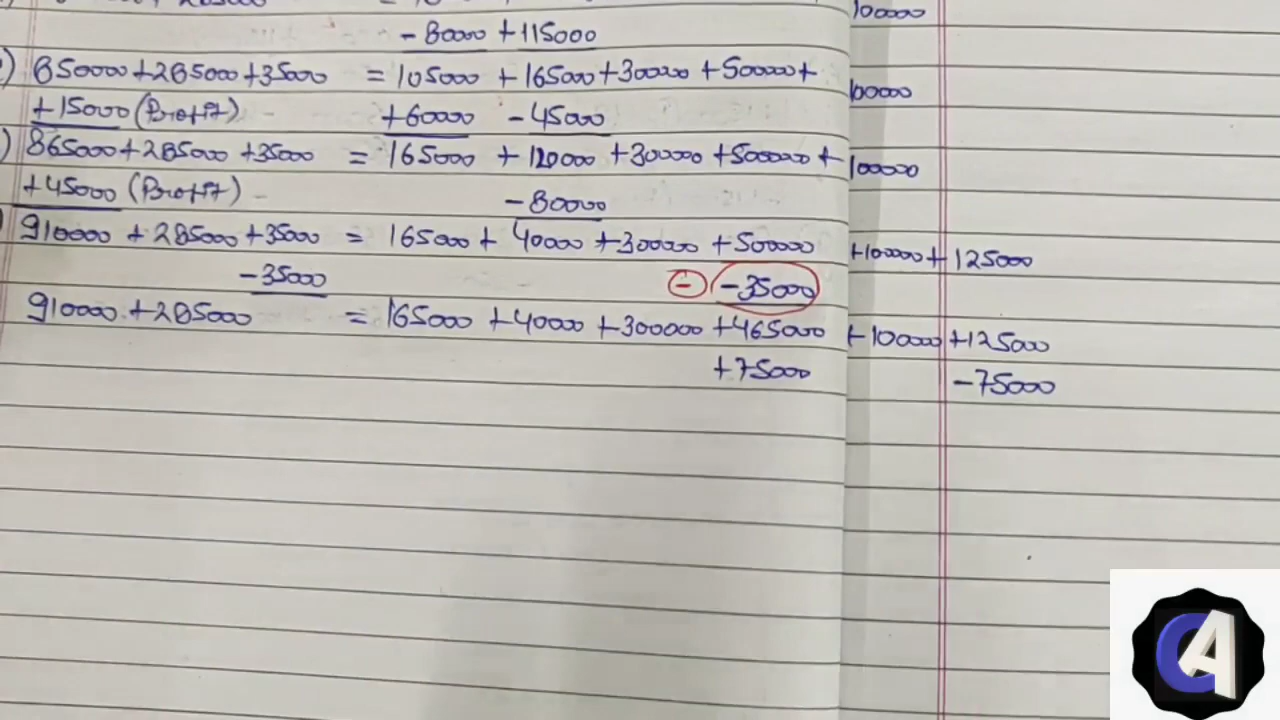 100000
- 80000 + 115000
) 850000 + 285000 + 35000 = 105000 + 165000 + 30000 + 500000 + 100000
+ 15000 (Profit) - + 60000 - 45000
) 865000 + 285000 + 35000 = 165000 + 120000 + 300000 + 500000 + 100000
+ 45000 (Profit) - - 80000
) 910000 + 285000 + 35000 = 165000 + 40000 + 300000 + 500000 + 100000 + 125000
- 35000 - - 35000
910000 + 285000 = 165000 + 40000 + 300000 + 465000 + 100000 + 125000
+ 75000 - 75000
CA